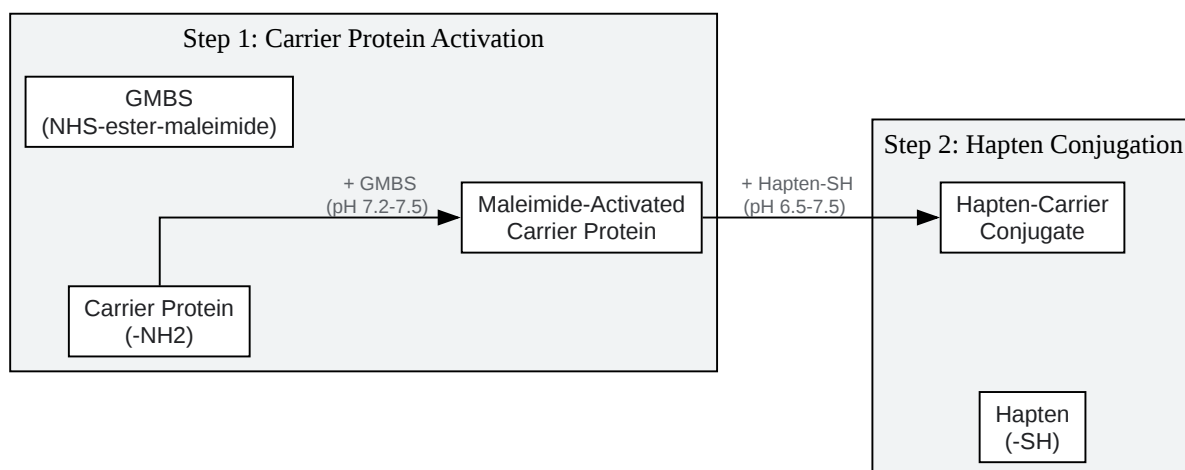 Step 1: Carrier Protein Activation
GMBS
(NHS-ester-maleimide)
+ GMBS
(pH 7.2-7.5)
Maleimide-Activated
Carrier Protein
Carrier Protein
(-NH2)
+ Hapten-SH
(pH 6.5-7.5)
Step 2: Hapten Conjugation
Hapten-Carrier
Conjugate
Hapten
(-SH)